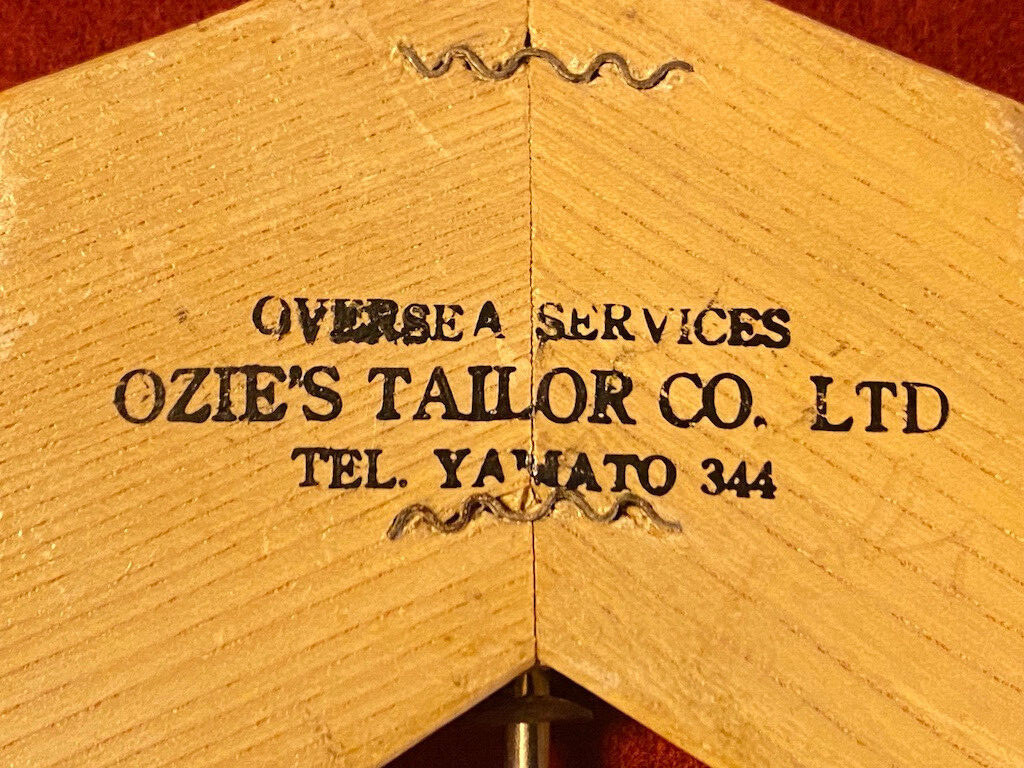 OVERSEA SERVICES
OZIE'S TAILOR CO. LTD
TEL. YAMATO 344